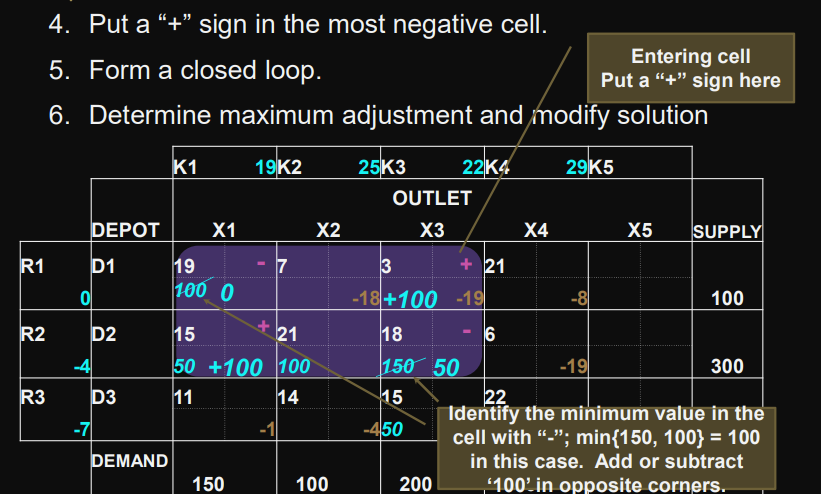 4. Put a “+” sign in the most negative cell.
5. Form a closed loop.
Entering cell
Put a “+” sign here
6. Determine maximum adjustment and modify solution
K1 19 K2 25 K3 22 K4 29 K5
OUTLET
DEPOT X1 X2 X3 X4 X5 SUPPLY
R1 D1 19 - 7 3 + 21
0 100 0 -18 +100 -19 -8 100
R2 D2 15 + 21 18 - 6
-4 50 +100 100 150 50 -19 300
R3 D3 11 14 15 22
-7 -1 -4 50
Identify the minimum value in the
cell with “-”; min{150, 100} = 100
in this case. Add or subtract
‘100’ in opposite corners.
DEMAND
150 100 200